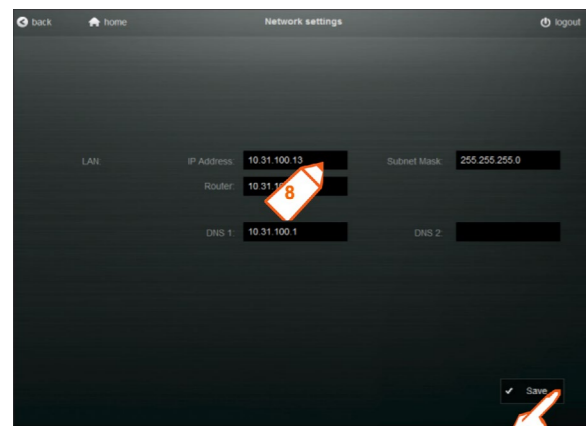 back home Network settings logout
LAN: IP Address: 10.31.100.13 Subnet Mask: 255.255.255.0
Router:
8
DNS 1: 10.31.100.1 DNS 2:
Save